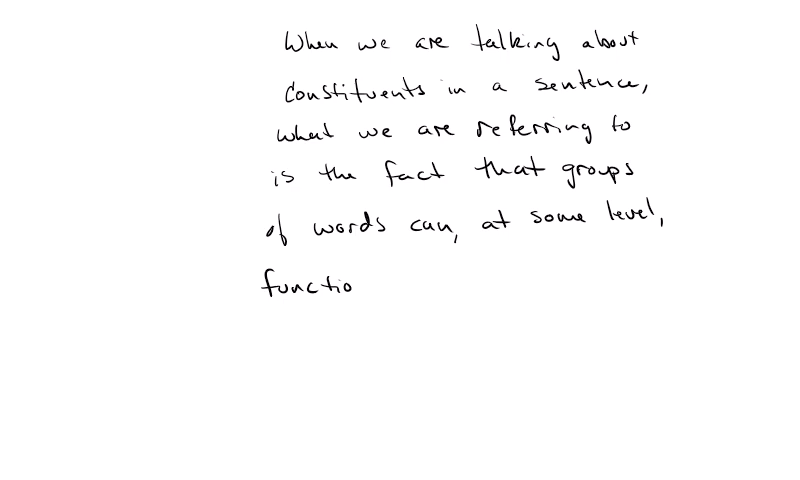 When we are talking about
constituents in a sentence,
what we are referring to
is the fact that groups
of words can, at some level,
functio